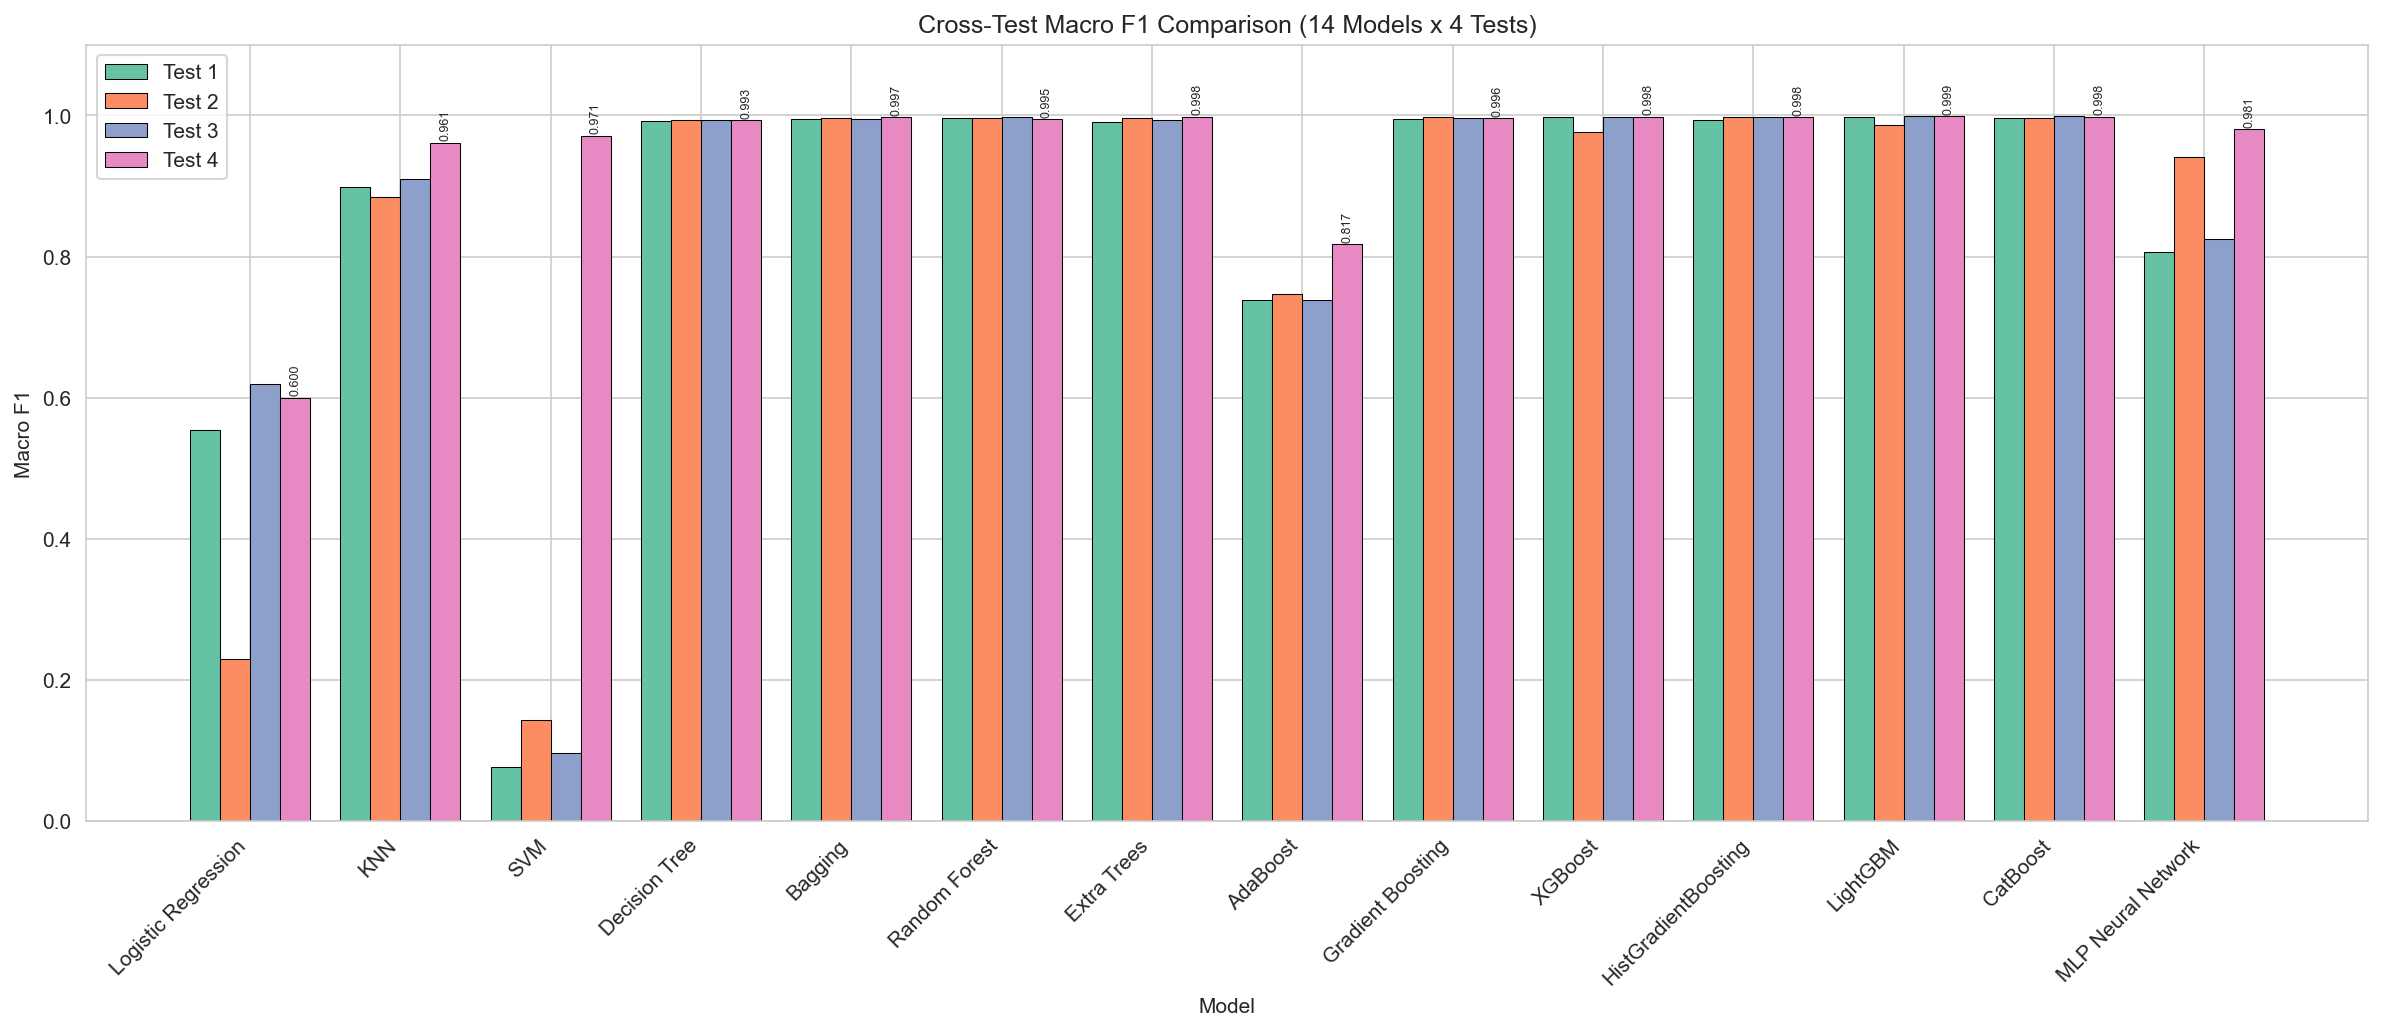 Cross-Test Macro F1 Comparison (14 Models x 4 Tests)
Test 1
Test 2
Test 3
Test 4
Macro F1
1.0
0.8
0.6
0.4
0.2
0.0
0.600
0.961
0.971
0.993
0.997
0.995
0.998
0.817
0.996
0.998
0.998
0.999
0.998
0.981
Logistic Regression
KNN
SVM
Decision Tree
Bagging
Random Forest
Extra Trees
AdaBoost
Gradient Boosting
XGBoost
HistGradientBoosting
LightGBM
CatBoost
MLP Neural Network
Model